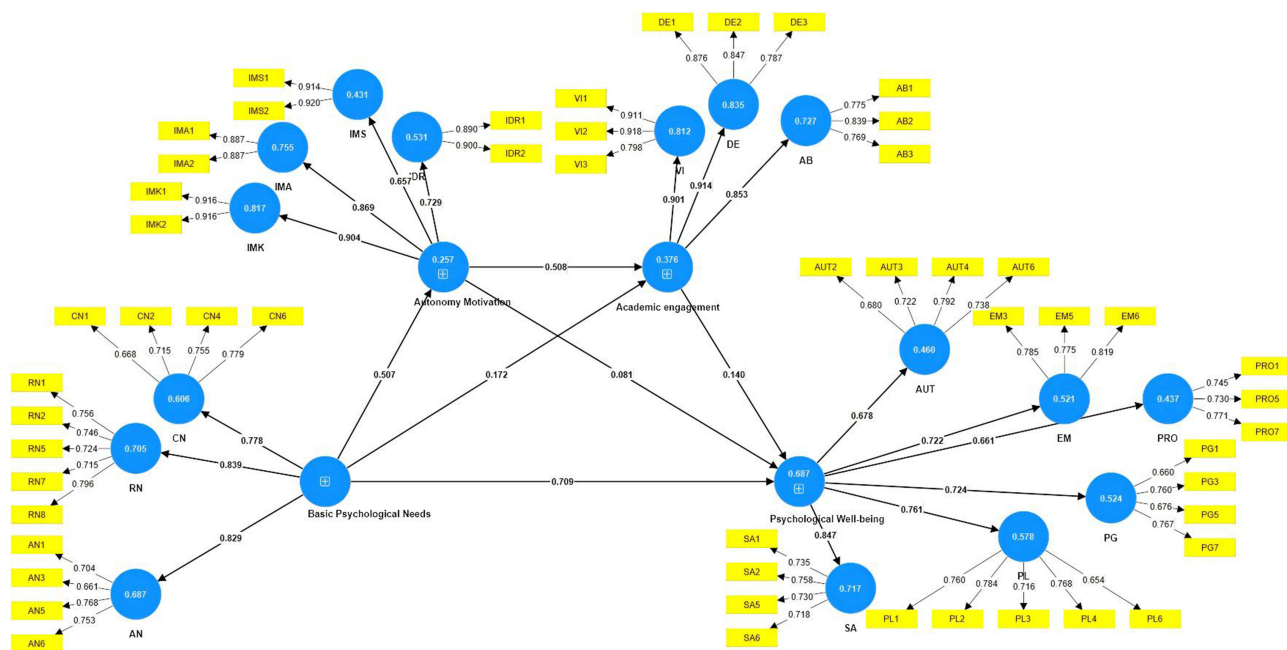 DE1 DE2 DE3
0.876 0.847 0.787
IMS1 0.914
IMS2 0.920
0.431
IMS
0.835
DE
AB1 0.775
AB2 0.839
AB3 0.769
0.727
AB
VI1 0.911
VI2 0.918
VI3 0.798
0.812
VI
IDR1 0.890
IDR2 0.900
0.531
IDR
IMA1 0.887
IMA2 0.887
0.755
IMA
IMK1 0.916
IMK2 0.916
0.817
IMK
0.657
0.729
0.869
0.904
0.901
0.914
0.853
0.257
Autonomy Motivation
0.508
0.376
Academic engagement
AUT2 AUT3 AUT4 AUT6
0.680 0.722 0.792 0.738
0.460
AUT
EM3 EM5 EM6
0.785 0.775 0.819
0.521
EM
CN1 CN2 CN4 CN6
0.668 0.715 0.755 0.779
0.606
CN
RN1 0.756
RN2 0.746
RN5 0.724
RN7 0.715
RN8 0.796
0.705
RN
0.507
0.172
0.081
0.140
0.678
0.722
0.661
PRO1 0.745
PRO5 0.730
PRO7 0.771
0.437
PRO
0.778
0.839
0.829
Basic Psychological Needs
0.709
0.687
Psychological Well-being
0.724
0.761
0.847
PG1 0.660
PG3 0.760
PG5 0.676
PG7 0.767
0.524
PG
AN1 0.704
AN3 0.661
AN5 0.768
AN6 0.753
0.687
AN
SA1 0.735
SA2 0.758
SA5 0.730
SA6 0.718
0.717
SA
0.578
PL
0.760 0.784 0.716 0.768 0.654
PL1 PL2 PL3 PL4 PL6